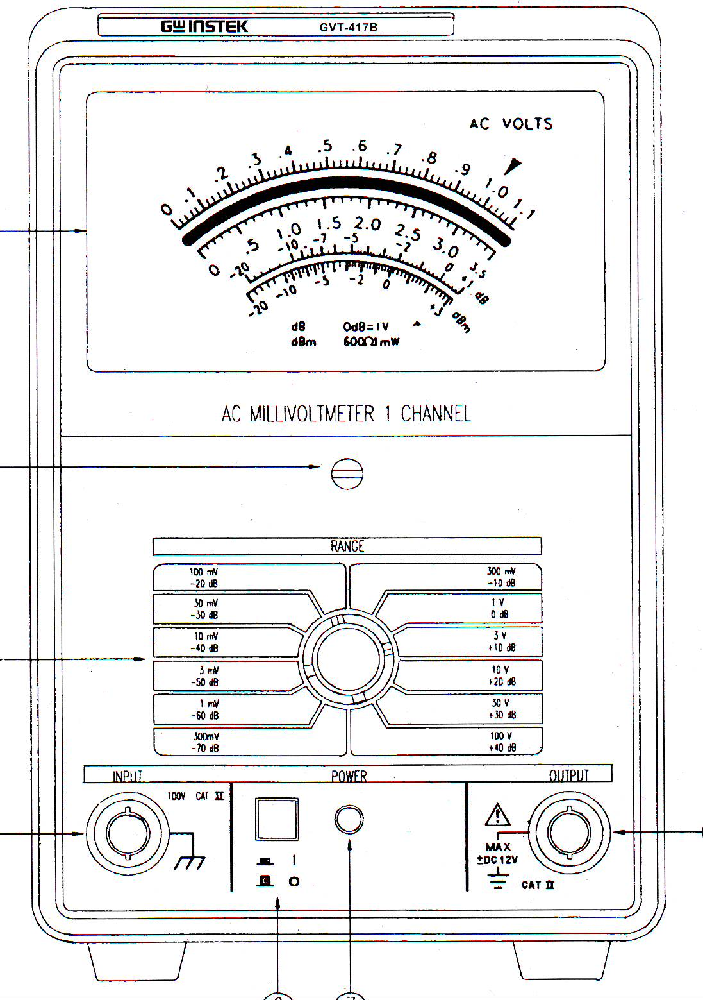 GWINSTEK GVT-417B
AC VOLTS
0 .1 .2 .3 .4 .5 .6 .7 .8 .9 1.0 1.1
0 .5 1.0 1.5 2.0 2.5 3.0 3.5
-20 -10 -7 -5 -2 0 +1 dB
-20 -10 -5 -2 0 +3 dBm
dB 0dB=1V
dBm 600Ω1mW
AC MILLIVOLTMETER 1 CHANNEL
RANGE
100 mV
-20 dB
300 mV
-10 dB
30 mV
-30 dB
1 V
0 dB
10 mV
-40 dB
3 V
+10 dB
3 mV
-50 dB
10 V
+20 dB
1 mV
-60 dB
30 V
+30 dB
300mV
-70 dB
100 V
+40 dB
INPUT POWER OUTPUT
100V CAT II
MAX
±DC12V
CAT II
7